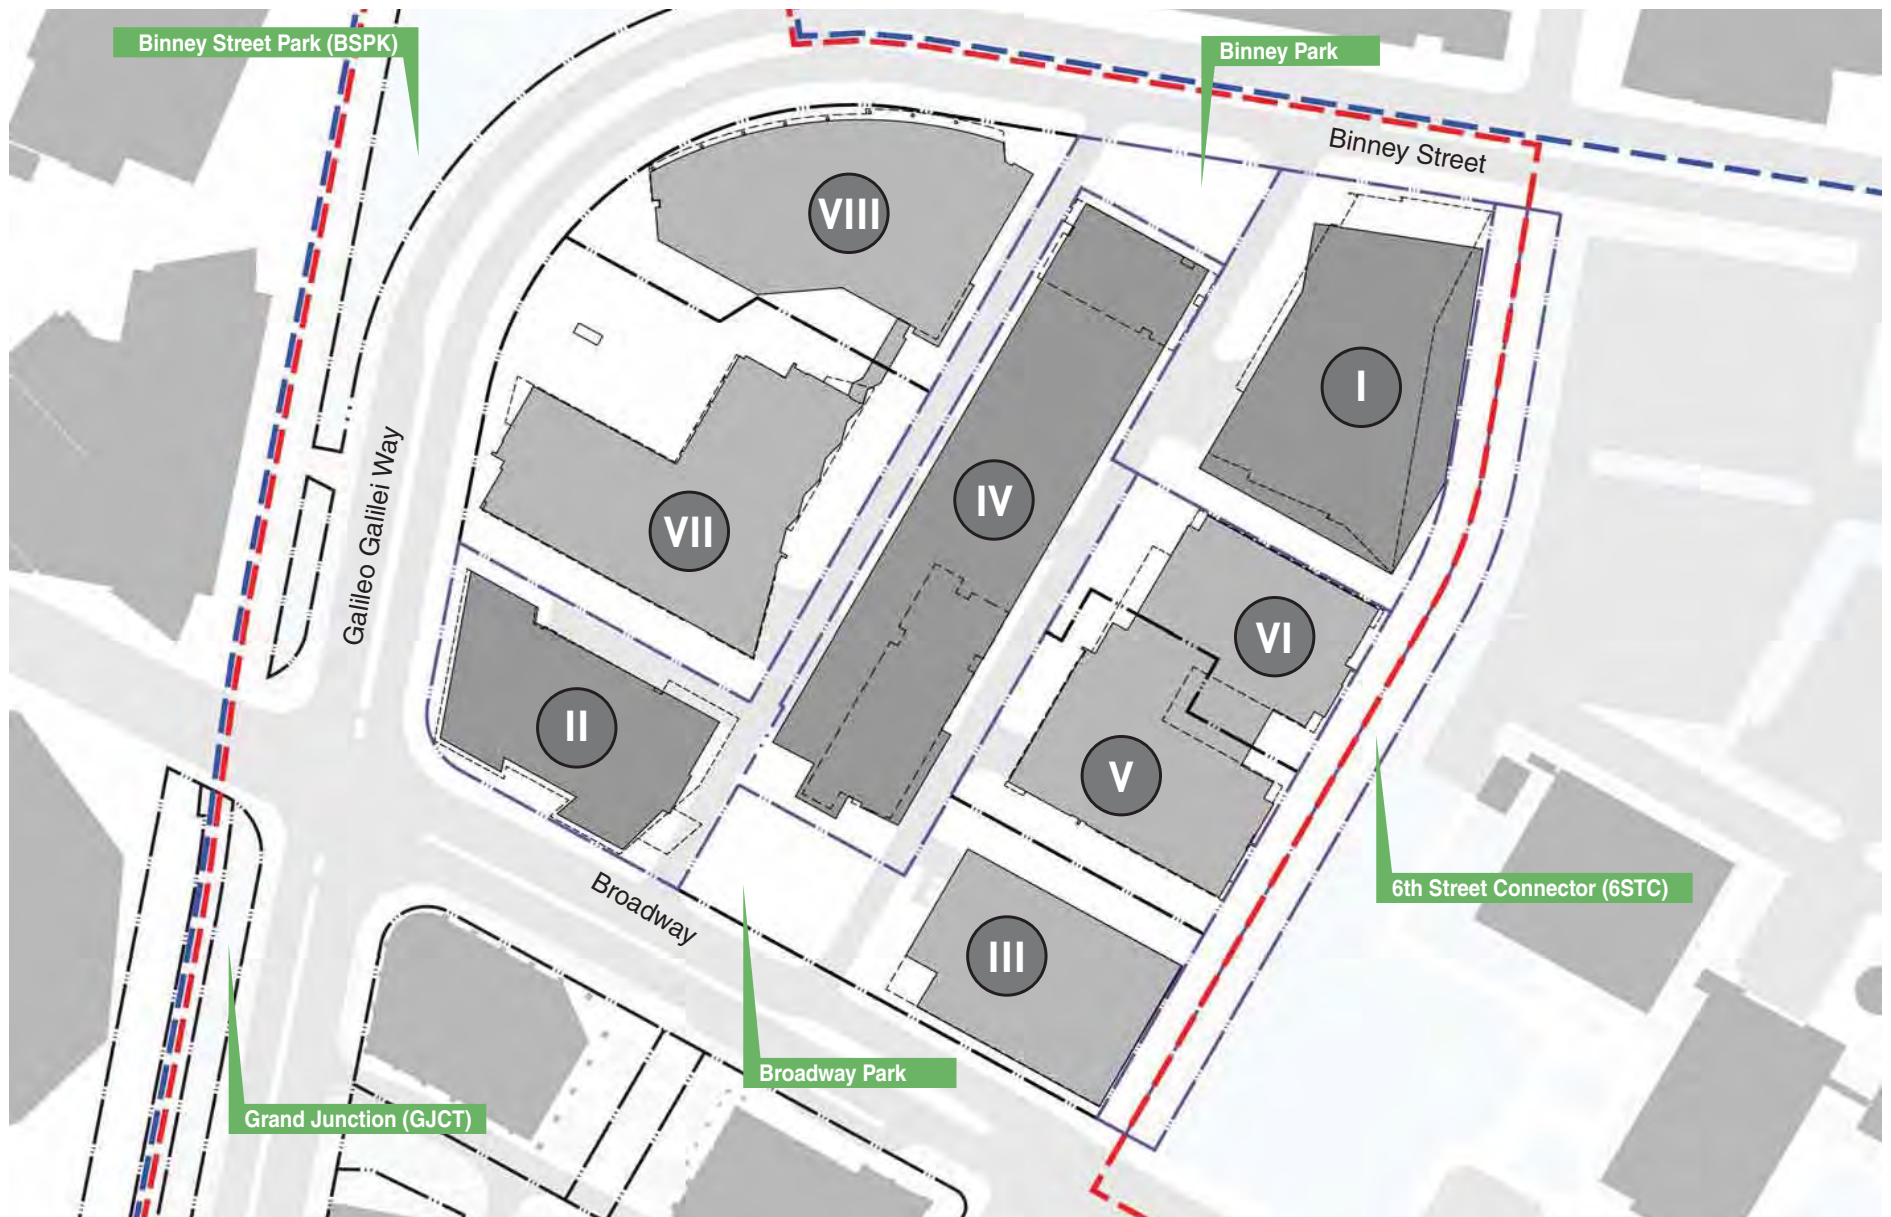 Binney Street Park (BSPK)
Binney Park
Binney Street
VIII
I
IV
VII
Galileo Galilei Way
VI
II
V
6th Street Connector (6STC)
Broadway
III
Broadway Park
Grand Junction (GJCT)